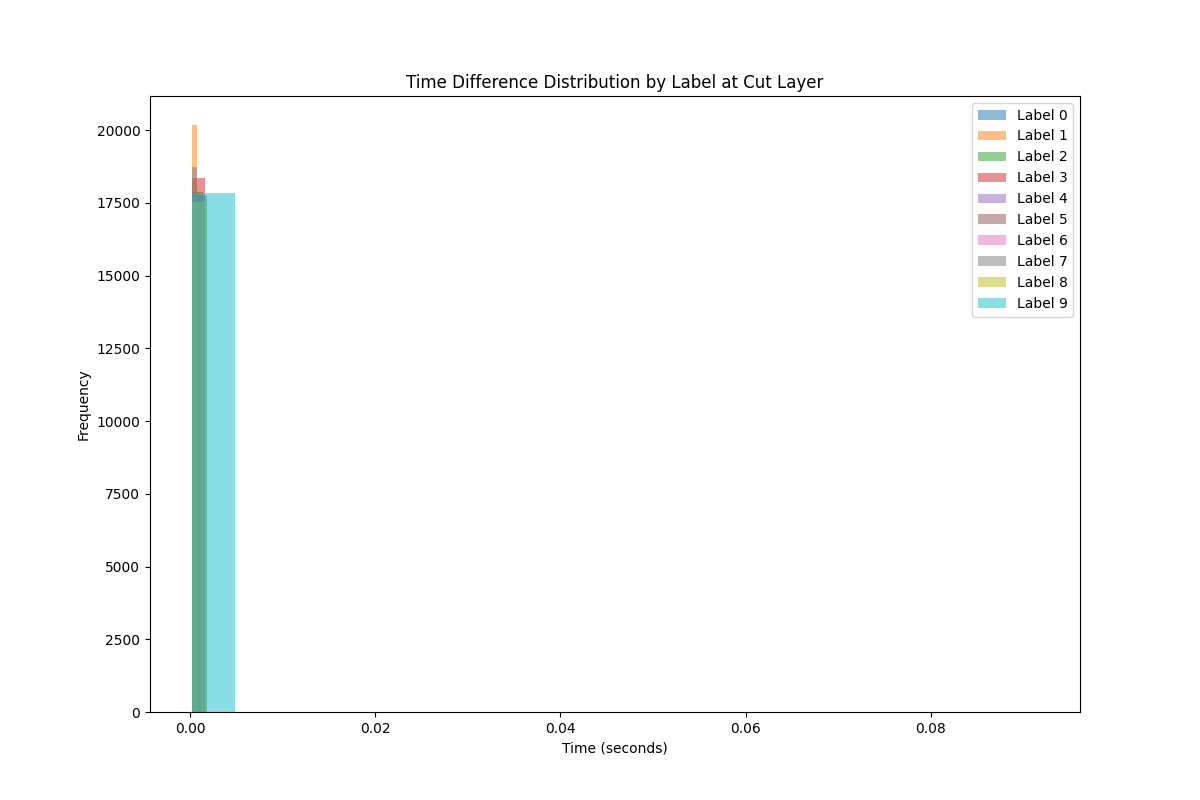 Time Difference Distribution by Label at Cut Layer
Label 0
Label 1
Label 2
Label 3
Label 4
Label 5
Label 6
Label 7
Label 8
Label 9
20000
17500
15000
12500
10000
7500
5000
2500
0
Frequency
0.00 0.02 0.04 0.06 0.08
Time (seconds)